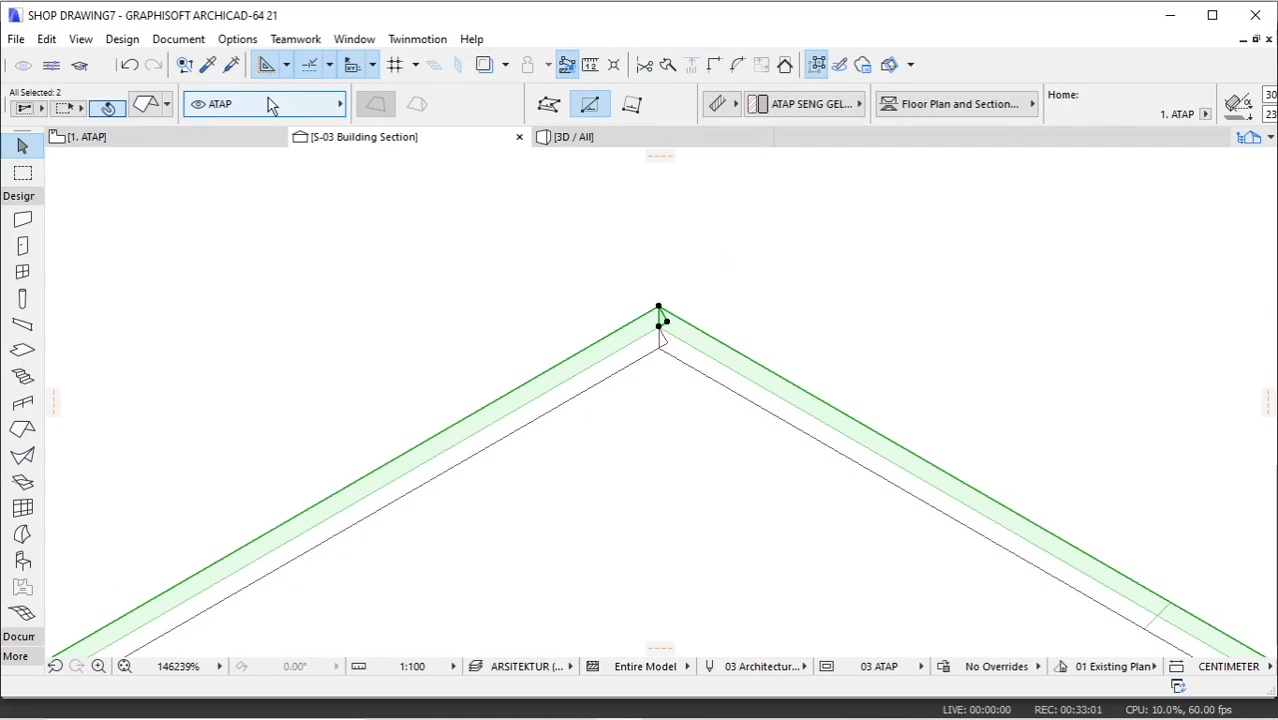 SHOP DRAWING7 - GRAPHISOFT ARCHICAD-64 21
File Edit View Design Document Options Teamwork Window Twinmotion Help
All Selected: 2
ATAP
ATAP SENG GEL...
Floor Plan and Section...
Home:
1. ATAP
30
23
[1. ATAP]
[S-03 Building Section]
[3D / All]
Design
Docum
More
146239%
0.00°
1:100
ARSITEKTUR (...
Entire Model
03 Architectur...
03 ATAP
No Overrides
01 Existing Plan
CENTIMETER
LIVE: 00:00:00
REC: 00:33:01
CPU: 10.0%, 60.00 fps